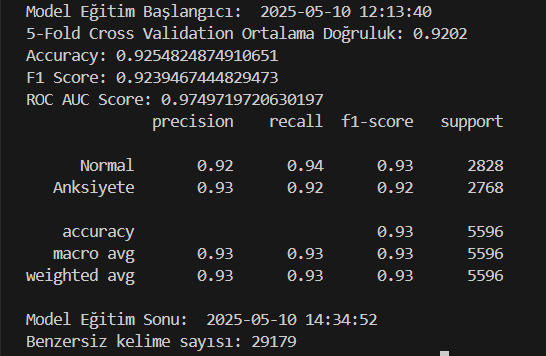 Model Eğitim Başlangıcı:  2025-05-10 12:13:40
5-Fold Cross Validation Ortalama Doğruluk: 0.9202
Accuracy: 0.9254824874910651
F1 Score: 0.9239467444829473
ROC AUC Score: 0.9749719720630197
              precision    recall  f1-score   support

      Normal       0.92      0.94      0.93      2828
   Anksiyete       0.93      0.92      0.92      2768

    accuracy                           0.93      5596
   macro avg       0.93      0.93      0.93      5596
weighted avg       0.93      0.93      0.93      5596

Model Eğitim Sonu:  2025-05-10 14:34:52
Benzersiz kelime sayısı: 29179